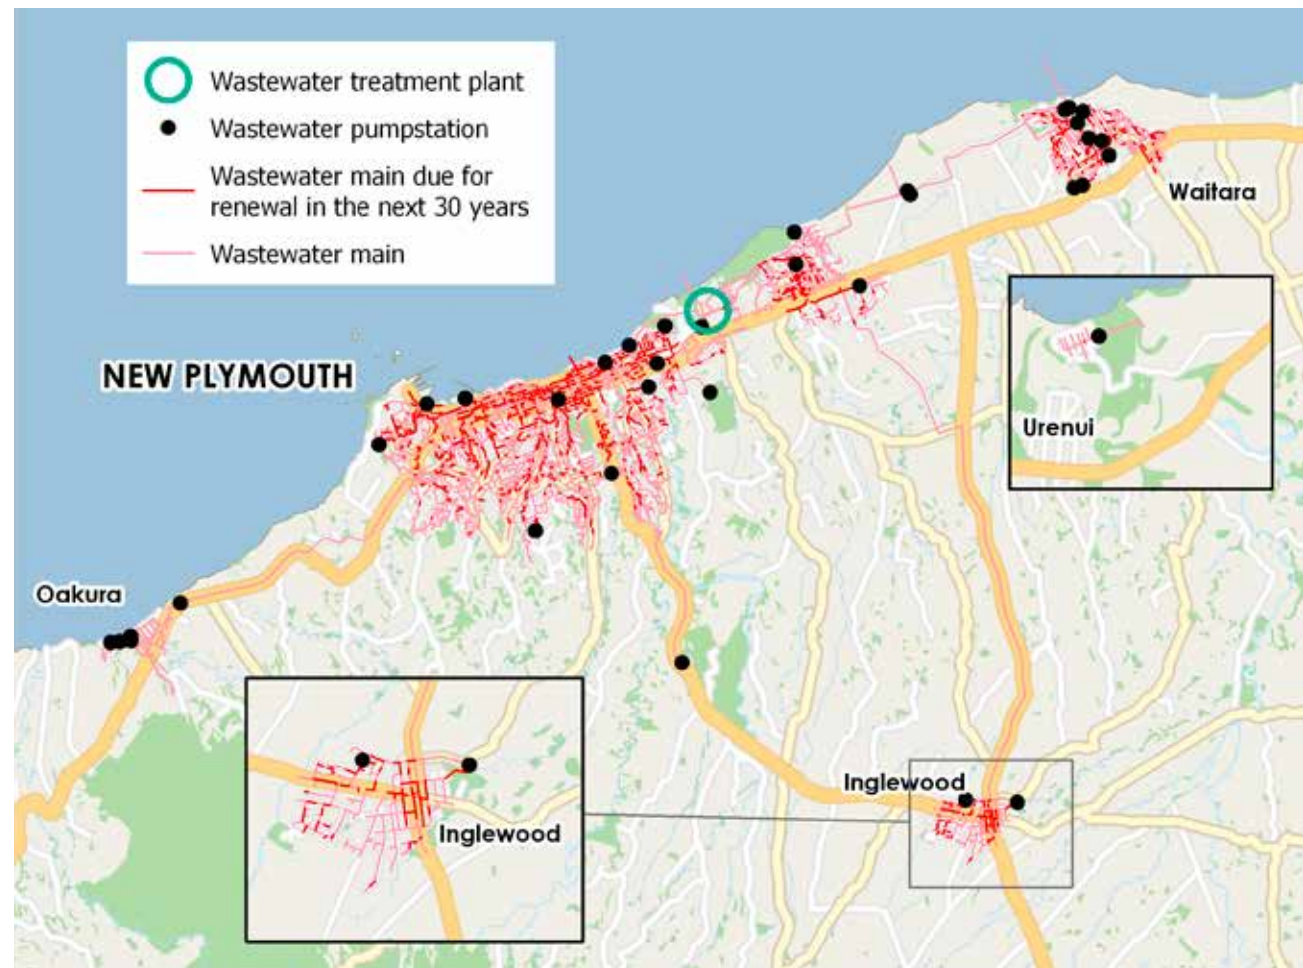 Wastewater treatment plant
Wastewater pumpstation
Wastewater main due for
renewal in the next 30 years
Wastewater main
Waitara
NEW PLYMOUTH
Urenui
Oakura
Inglewood
Inglewood